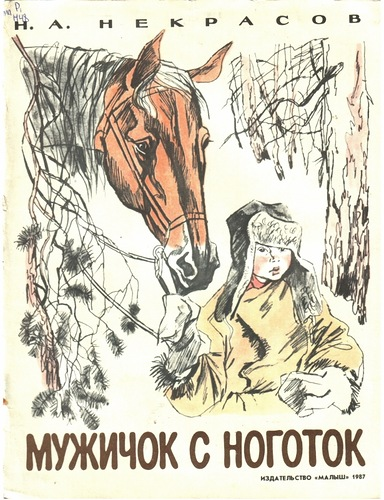 Н. А. НЕКРАСОВ
МУЖИЧОК С НОГОТОК
ИЗДАТЕЛЬСТВО «МАЛЫШ» 1987